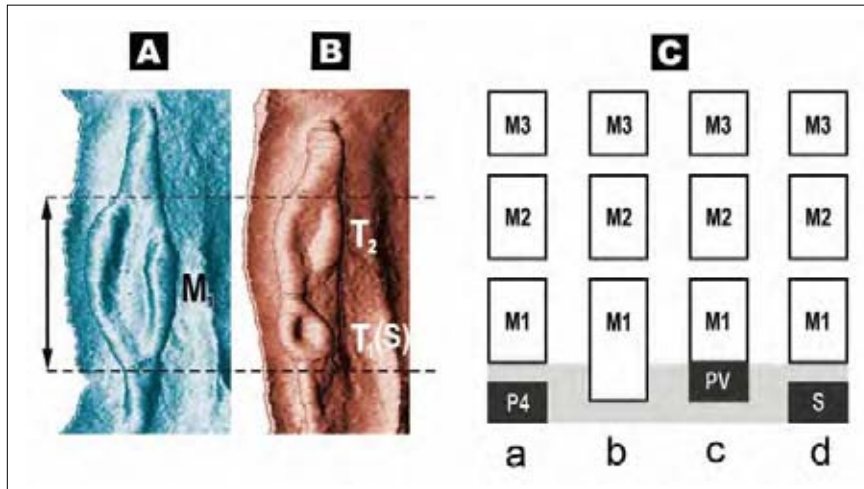 A
B
C
M1
T2
T1(S)
M3 M3 M3 M3
M2 M2 M2 M2
M1 M1 M1 M1
P4 PV S
a b c d